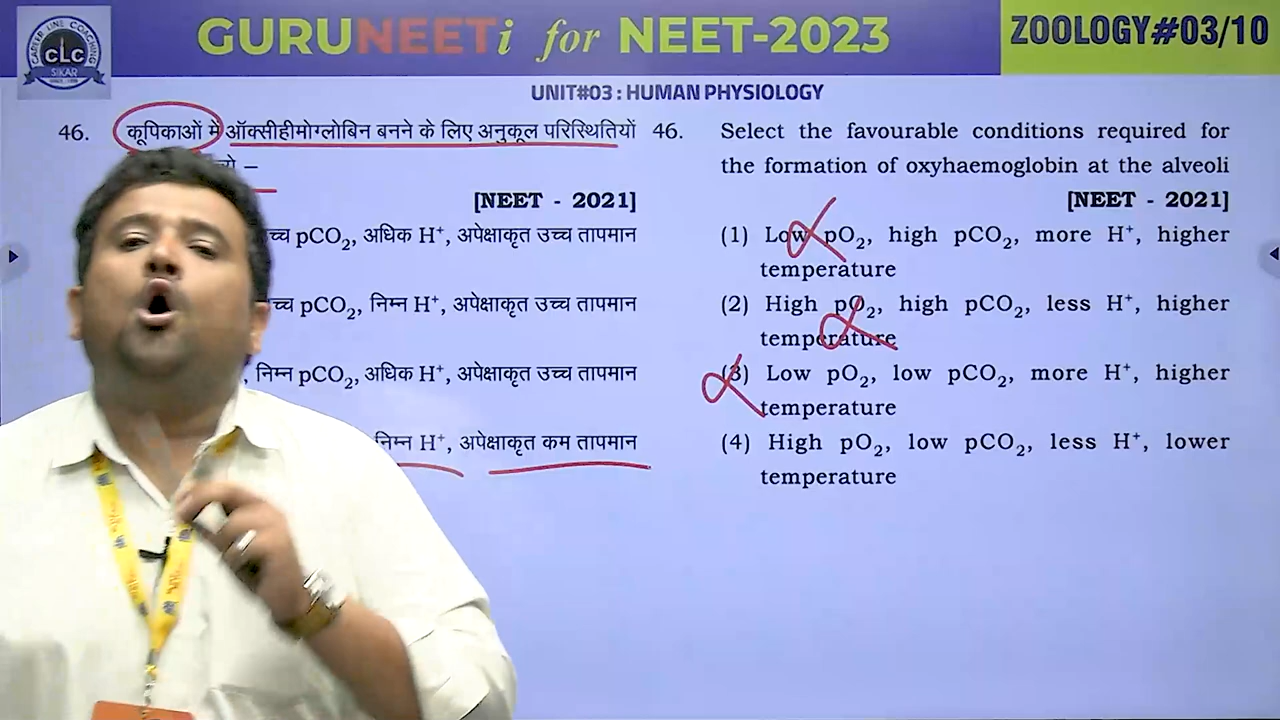 CAREER LINE COACHING
CLC
SIKAR
GURUNEETi for NEET-2023
ZOOLOGY#03/10
UNIT#03 : HUMAN PHYSIOLOGY
46. कूपिकाओं में ऑक्सीहीमोग्लोबिन बनने के लिए अनुकूल परिस्थितियों
–
[NEET - 2021]
pCO₂, अधिक H⁺, अपेक्षाकृत उच्च तापमान
pCO₂, निम्न H⁺, अपेक्षाकृत उच्च तापमान
, निम्न pCO₂, अधिक H⁺, अपेक्षाकृत उच्च तापमान
निम्न H⁺, अपेक्षाकृत कम तापमान
46. Select the favourable conditions required for
the formation of oxyhaemoglobin at the alveoli
[NEET - 2021]
(1) Low pO₂, high pCO₂, more H⁺, higher
temperature
(2) High pO₂, high pCO₂, less H⁺, higher
temperature
(3) Low pO₂, low pCO₂, more H⁺, higher
temperature
(4) High pO₂, low pCO₂, less H⁺, lower
temperature